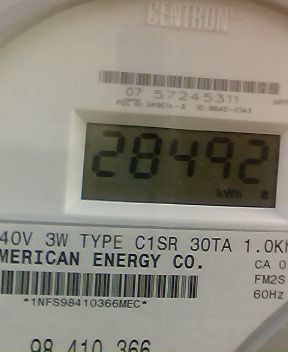 CENTRON®
07 57245311
28492
kWh
40V 3W TYPE C1SR 30TA 1.0K
MERICAN ENERGY CO.
CA 0
FM2S
*1NFS98410366MEC*
60Hz
98 410 366